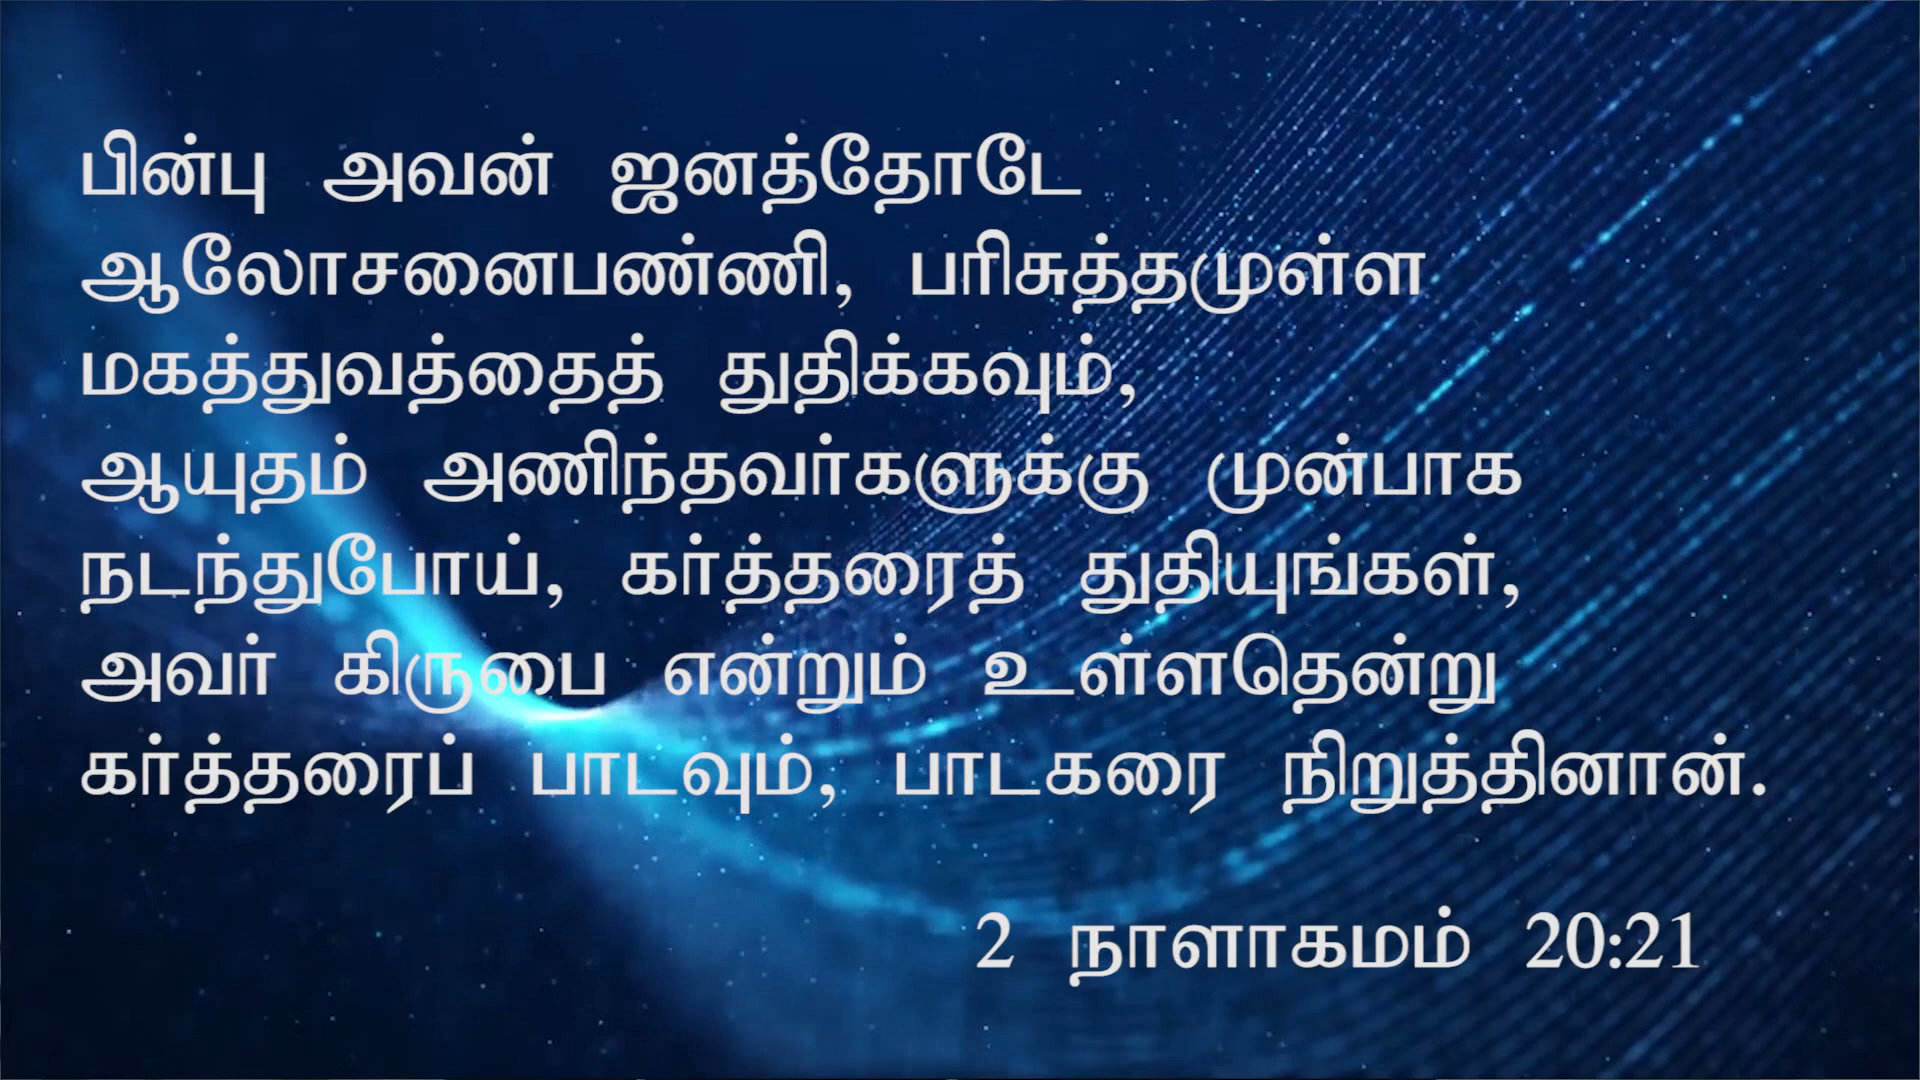 பின்பு அவன் ஜனத்தோடே
ஆலோசனைபண்ணி, பரிசுத்தமுள்ள
மகத்துவத்தைத் துதிக்கவும்,
ஆயுதம் அணிந்தவர்களுக்கு முன்பாக
நடந்துபோய், கர்த்தரைத் துதியுங்கள்,
அவர் கிருபை என்றும் உள்ளதென்று
கர்த்தரைப் பாடவும், பாடகரை நிறுத்தினான்.
2 நாளாகமம் 20:21